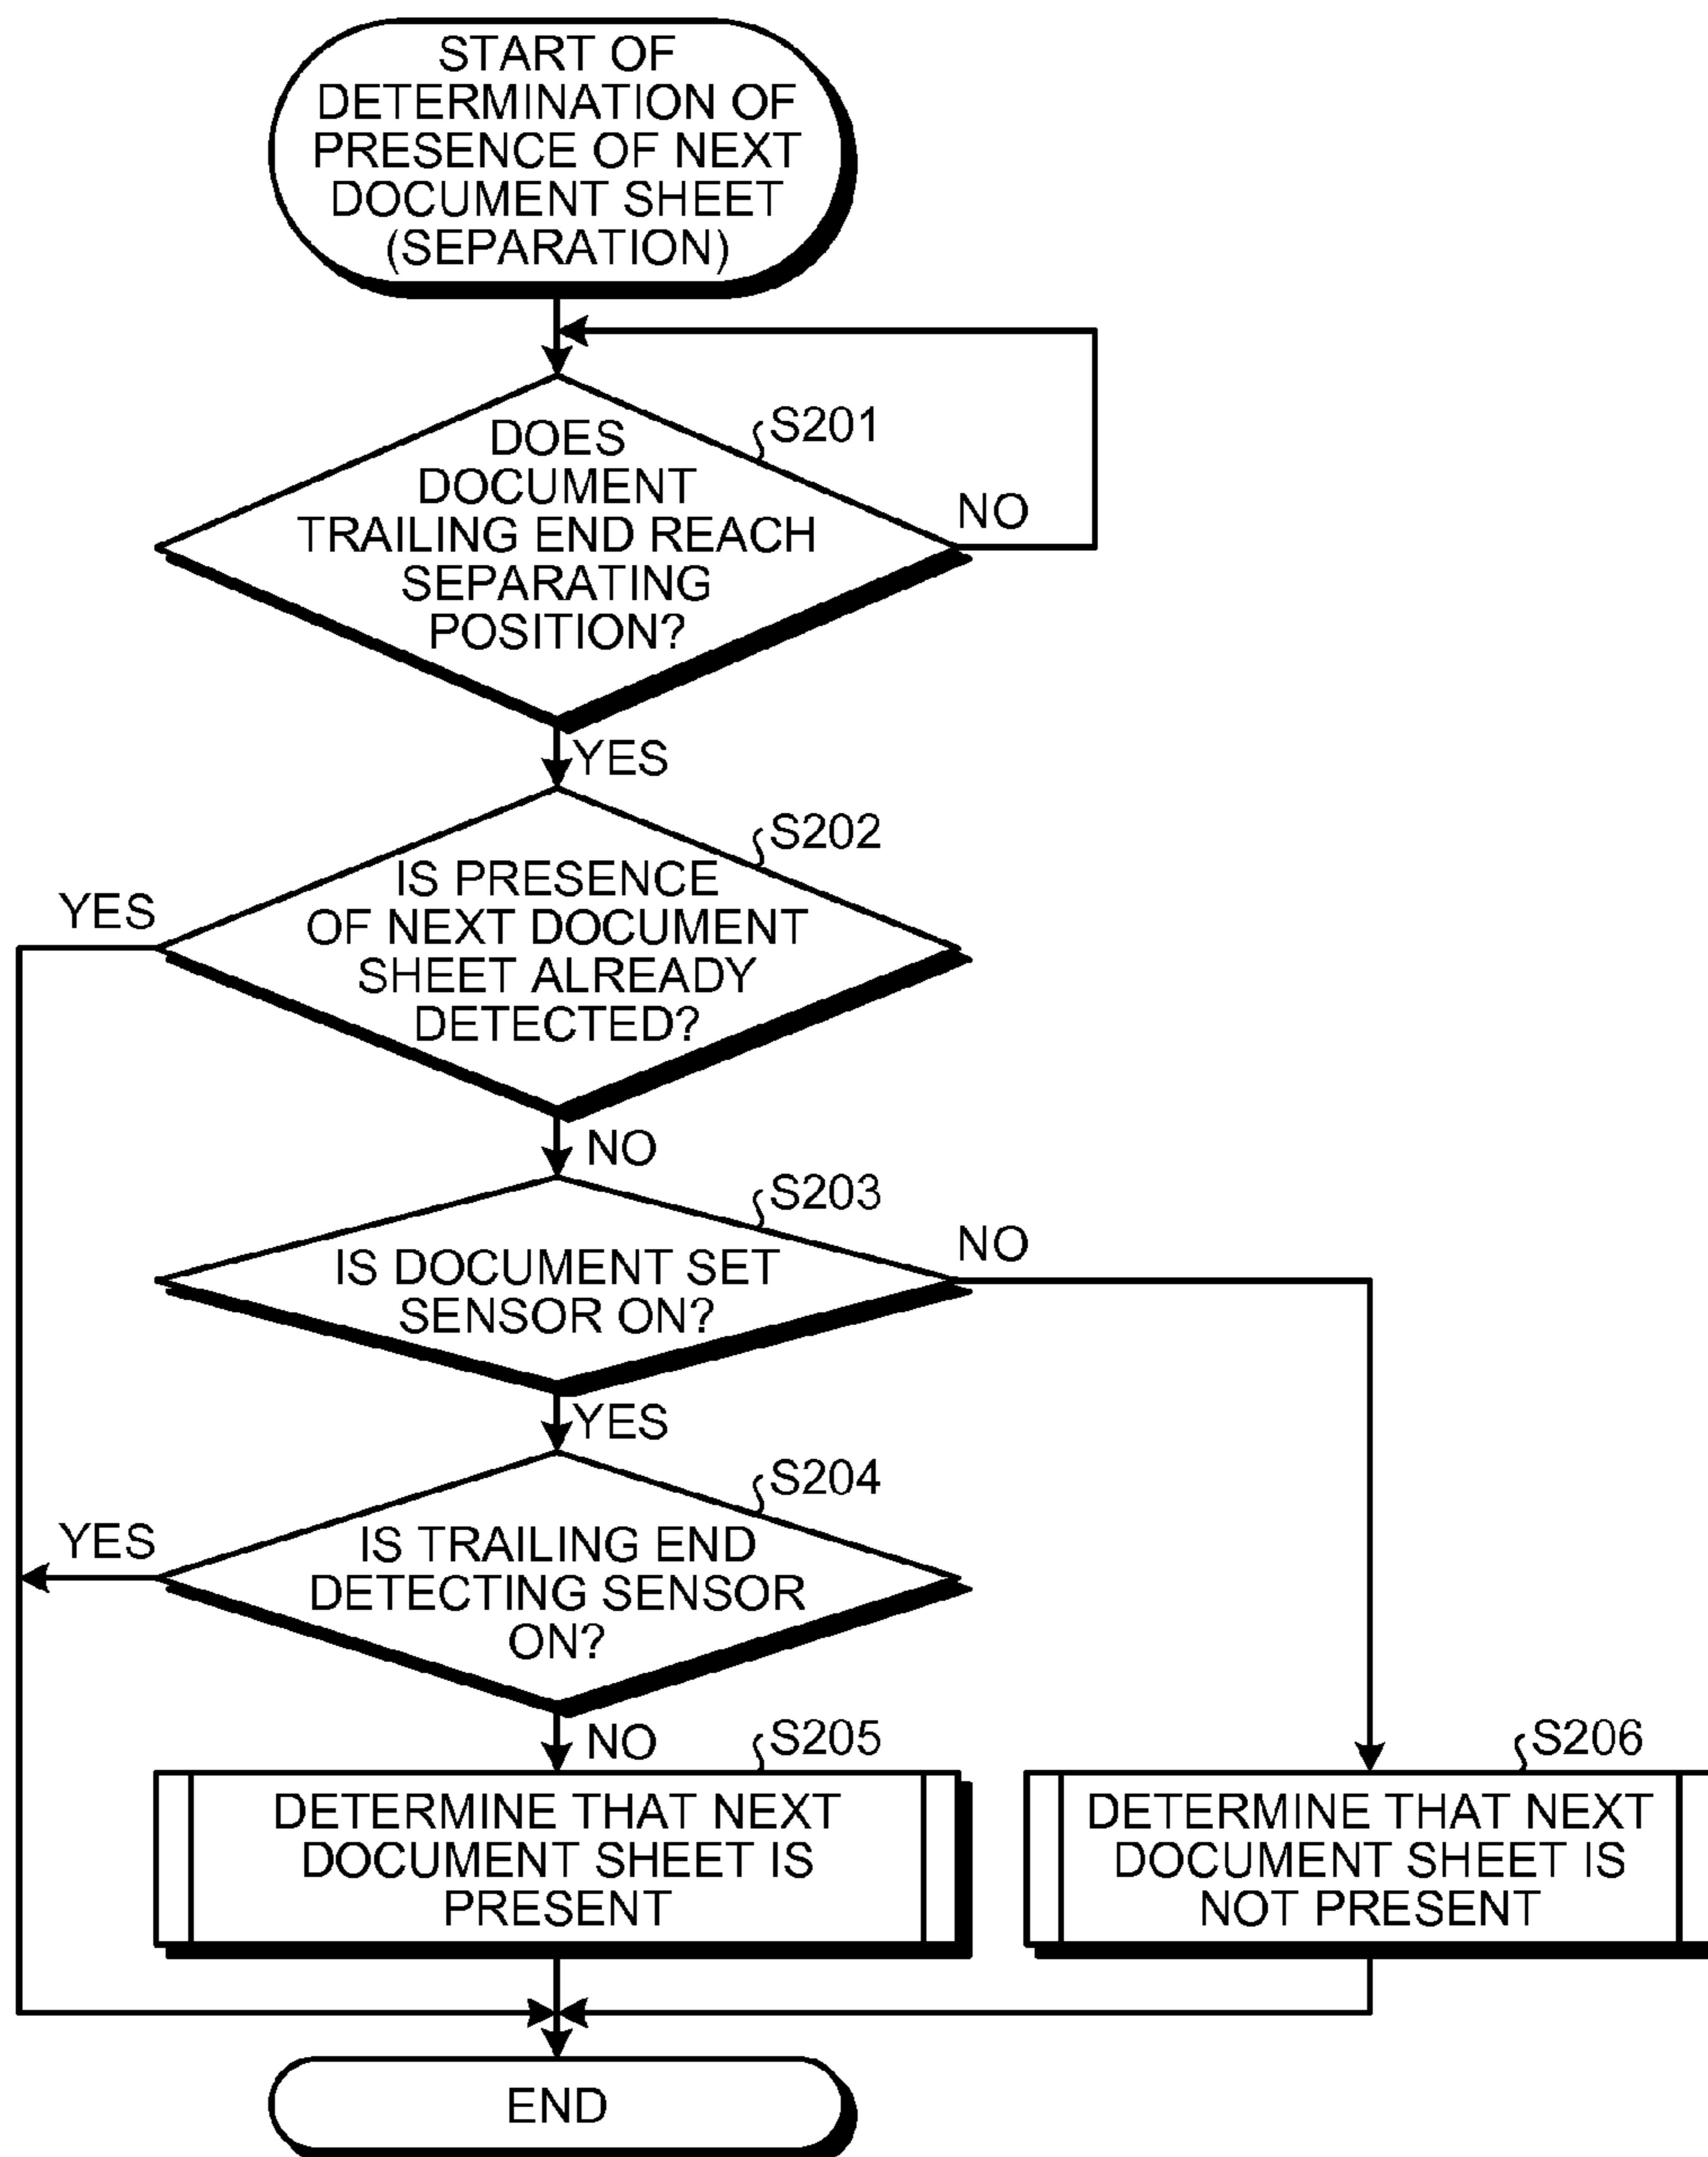 START OF
DETERMINATION OF
PRESENCE OF NEXT
DOCUMENT SHEET
(SEPARATION)
S201
DOES
DOCUMENT
TRAILING END REACH
SEPARATING
POSITION?
NO
YES
S202
IS PRESENCE
OF NEXT DOCUMENT
SHEET ALREADY
DETECTED?
YES
NO
S203
IS DOCUMENT SET
SENSOR ON?
NO
YES
S204
IS TRAILING END
DETECTING SENSOR
ON?
YES
NO
S205
DETERMINE THAT NEXT
DOCUMENT SHEET IS
PRESENT
S206
DETERMINE THAT NEXT
DOCUMENT SHEET IS
NOT PRESENT
END